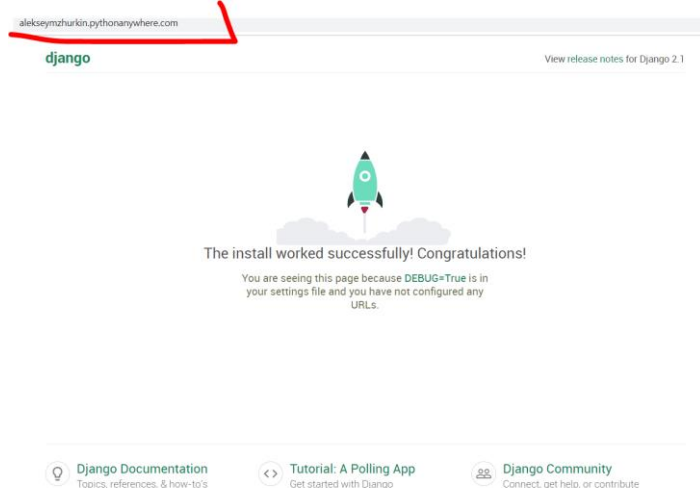 alekseymzhurkin.pythonanywhere.com
django
View release notes for Django 2.1
The install worked successfully! Congratulations!
You are seeing this page because DEBUG=True is in
your settings file and you have not configured any
URLs.
Django Documentation
Topics, references, & how-to's
Tutorial: A Polling App
Get started with Django
Django Community
Connect, get help, or contribute